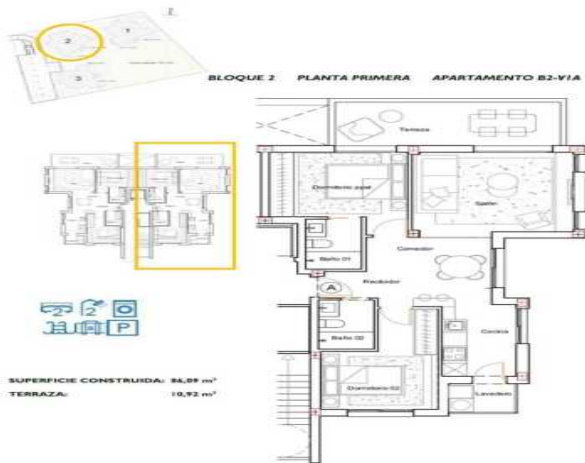 2
1
3
BLOQUE 2 PLANTA PRIMERA APARTAMENTO B2-V1A
Terraza
Dormitorio ppal
Salón
Baño 01
Comedor
Recibidor
A
Baño 02
Cocina
Dormitorio 02
Lavadero
2 2
P
SUPERFICIE CONSTRUIDA: 86,09 m²
TERRAZA: 10,92 m²